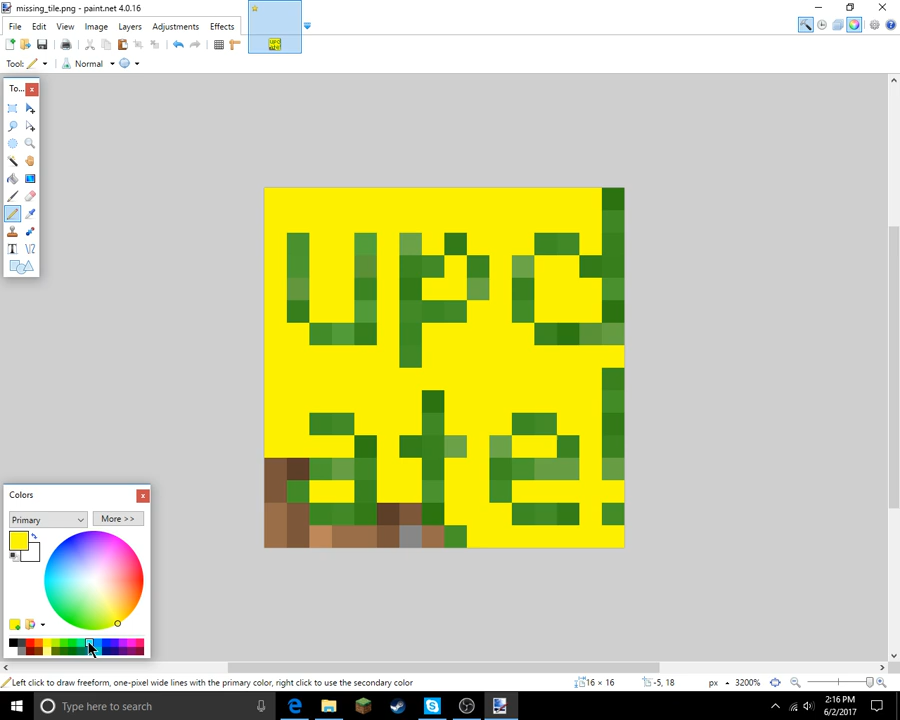 missing_tile.png - paint.net 4.0.16
File Edit View Image Layers Adjustments Effects
upd
ate
Tool: Normal
To...
upd
ate!
Colors
Primary More >>
Left click to draw freeform, one-pixel wide lines with the primary color, right click to use the secondary color 16 × 16 -5, 18 px 3200%
Type here to search 2:16 PM
6/2/2017